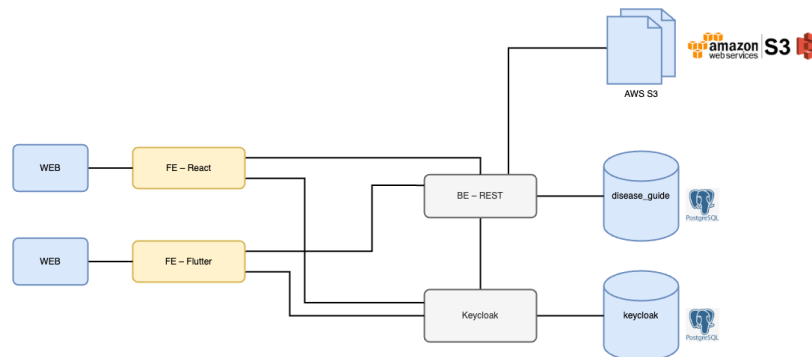 amazon
web services
S3
AWS S3
WEB
FE – React
BE – REST
disease_guide
PostgreSQL
WEB
FE – Flutter
Keycloak
keycloak
PostgreSQL